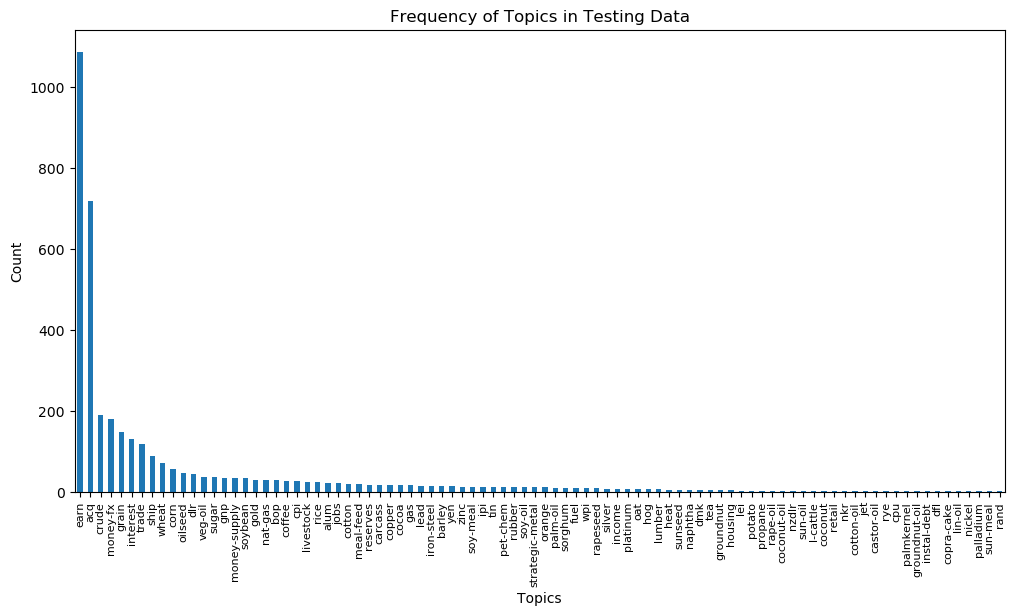 Frequency of Topics in Testing Data
Count
1000
800
600
400
200
0
earn
acq
crude
money-fx
grain
interest
trade
ship
wheat
corn
oilseed
dlr
veg-oil
sugar
gnp
money-supply
soybean
gold
nat-gas
bop
coffee
cpi
livestock
rice
alum
jobs
cotton
meal-feed
reserves
carcass
copper
cocoa
gas
lead
iron-steel
barley
yen
zinc
soy-meal
ipi
tin
pet-chem
rubber
soy-oil
strategic-metal
orange
palm-oil
sorghum
fuel
wpi
rapeseed
silver
income
platinum
oat
hog
lumber
heat
sunseed
naphtha
dmk
tea
groundnut
housing
lei
potato
propane
rape-oil
coconut-oil
nzdlr
sun-oil
l-cattle
coconut
retail
nkr
cotton-oil
jet
castor-oil
rye
cpu
palmkernel
groundnut-oil
instal-debt
dfl
copra-cake
lin-oil
nickel
palladium
sun-meal
rand
Topics